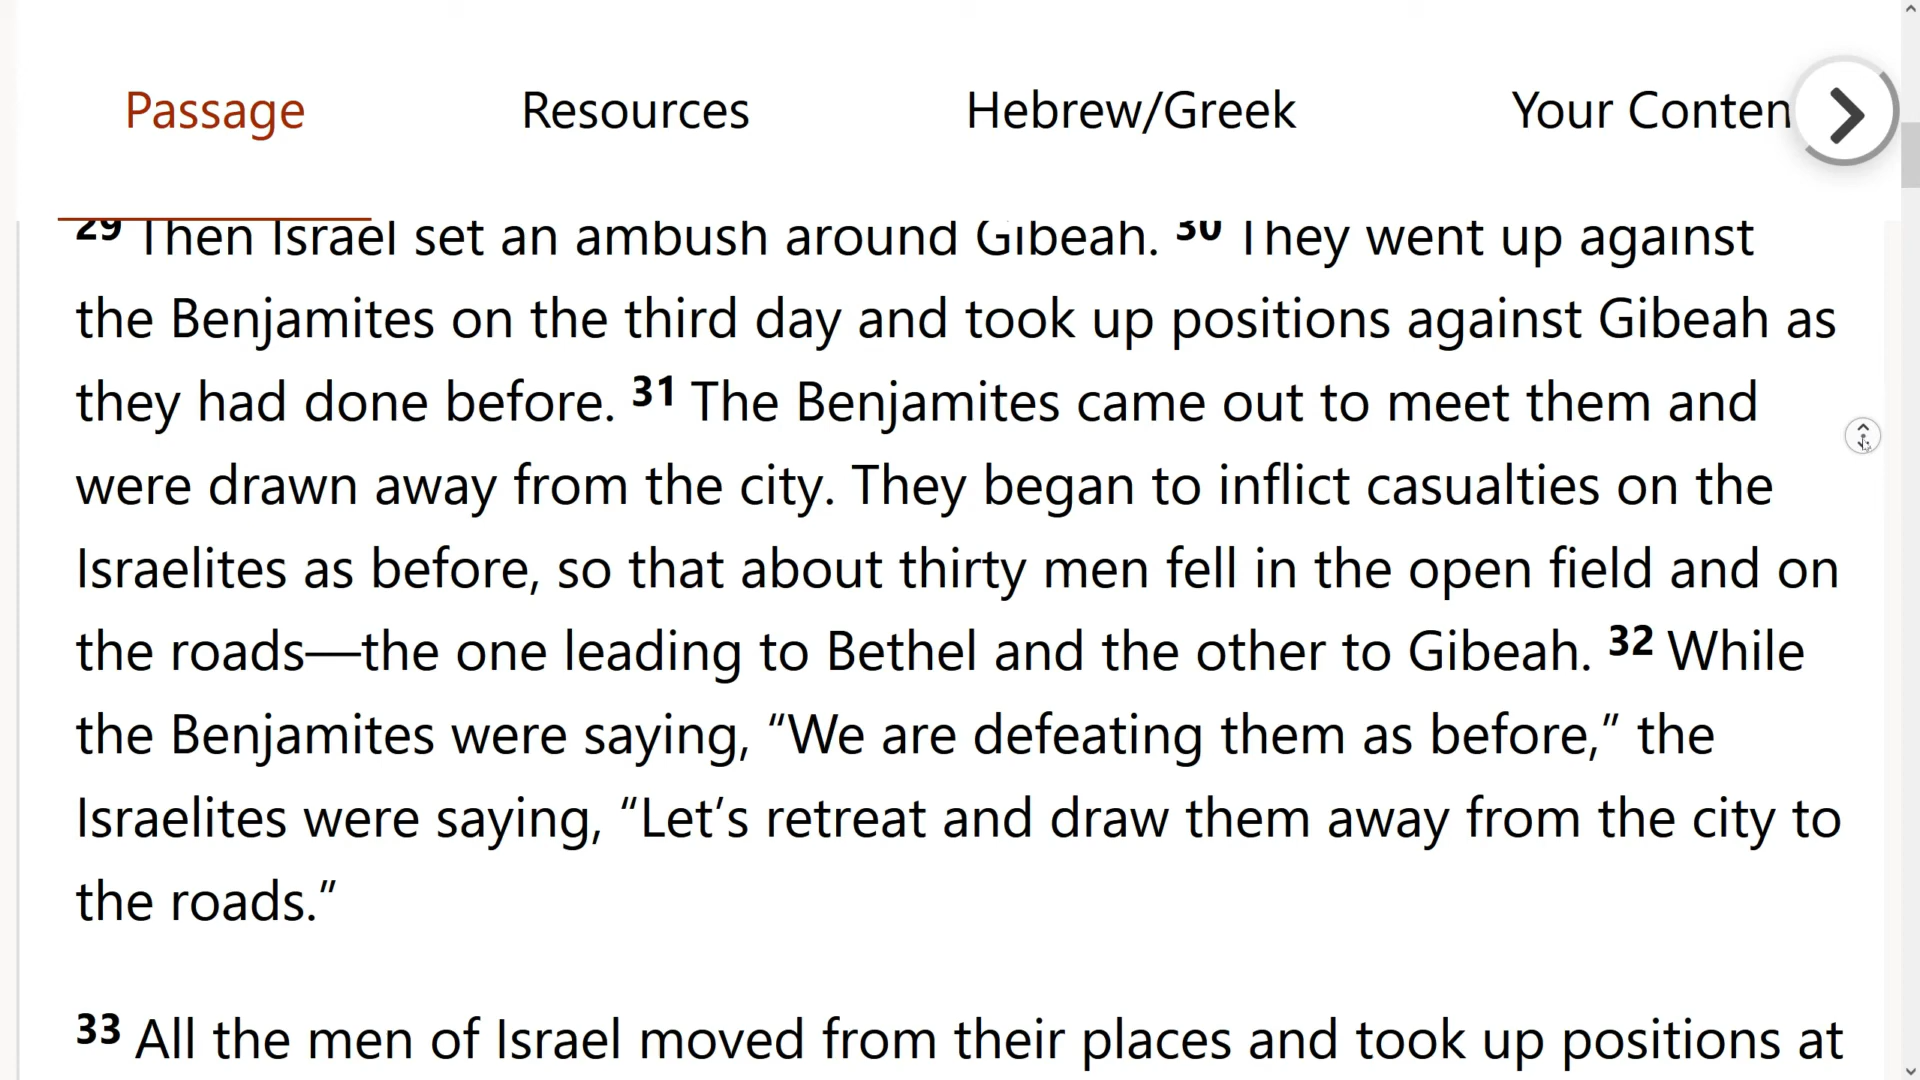 Passage Resources Hebrew/Greek Your Conten
29 Then Israel set an ambush around Gibeah. 30 They went up against
the Benjamites on the third day and took up positions against Gibeah as
they had done before. 31 The Benjamites came out to meet them and
were drawn away from the city. They began to inflict casualties on the
Israelites as before, so that about thirty men fell in the open field and on
the roads—the one leading to Bethel and the other to Gibeah. 32 While
the Benjamites were saying, “We are defeating them as before,” the
Israelites were saying, “Let’s retreat and draw them away from the city to
the roads.”
33 All the men of Israel moved from their places and took up positions at